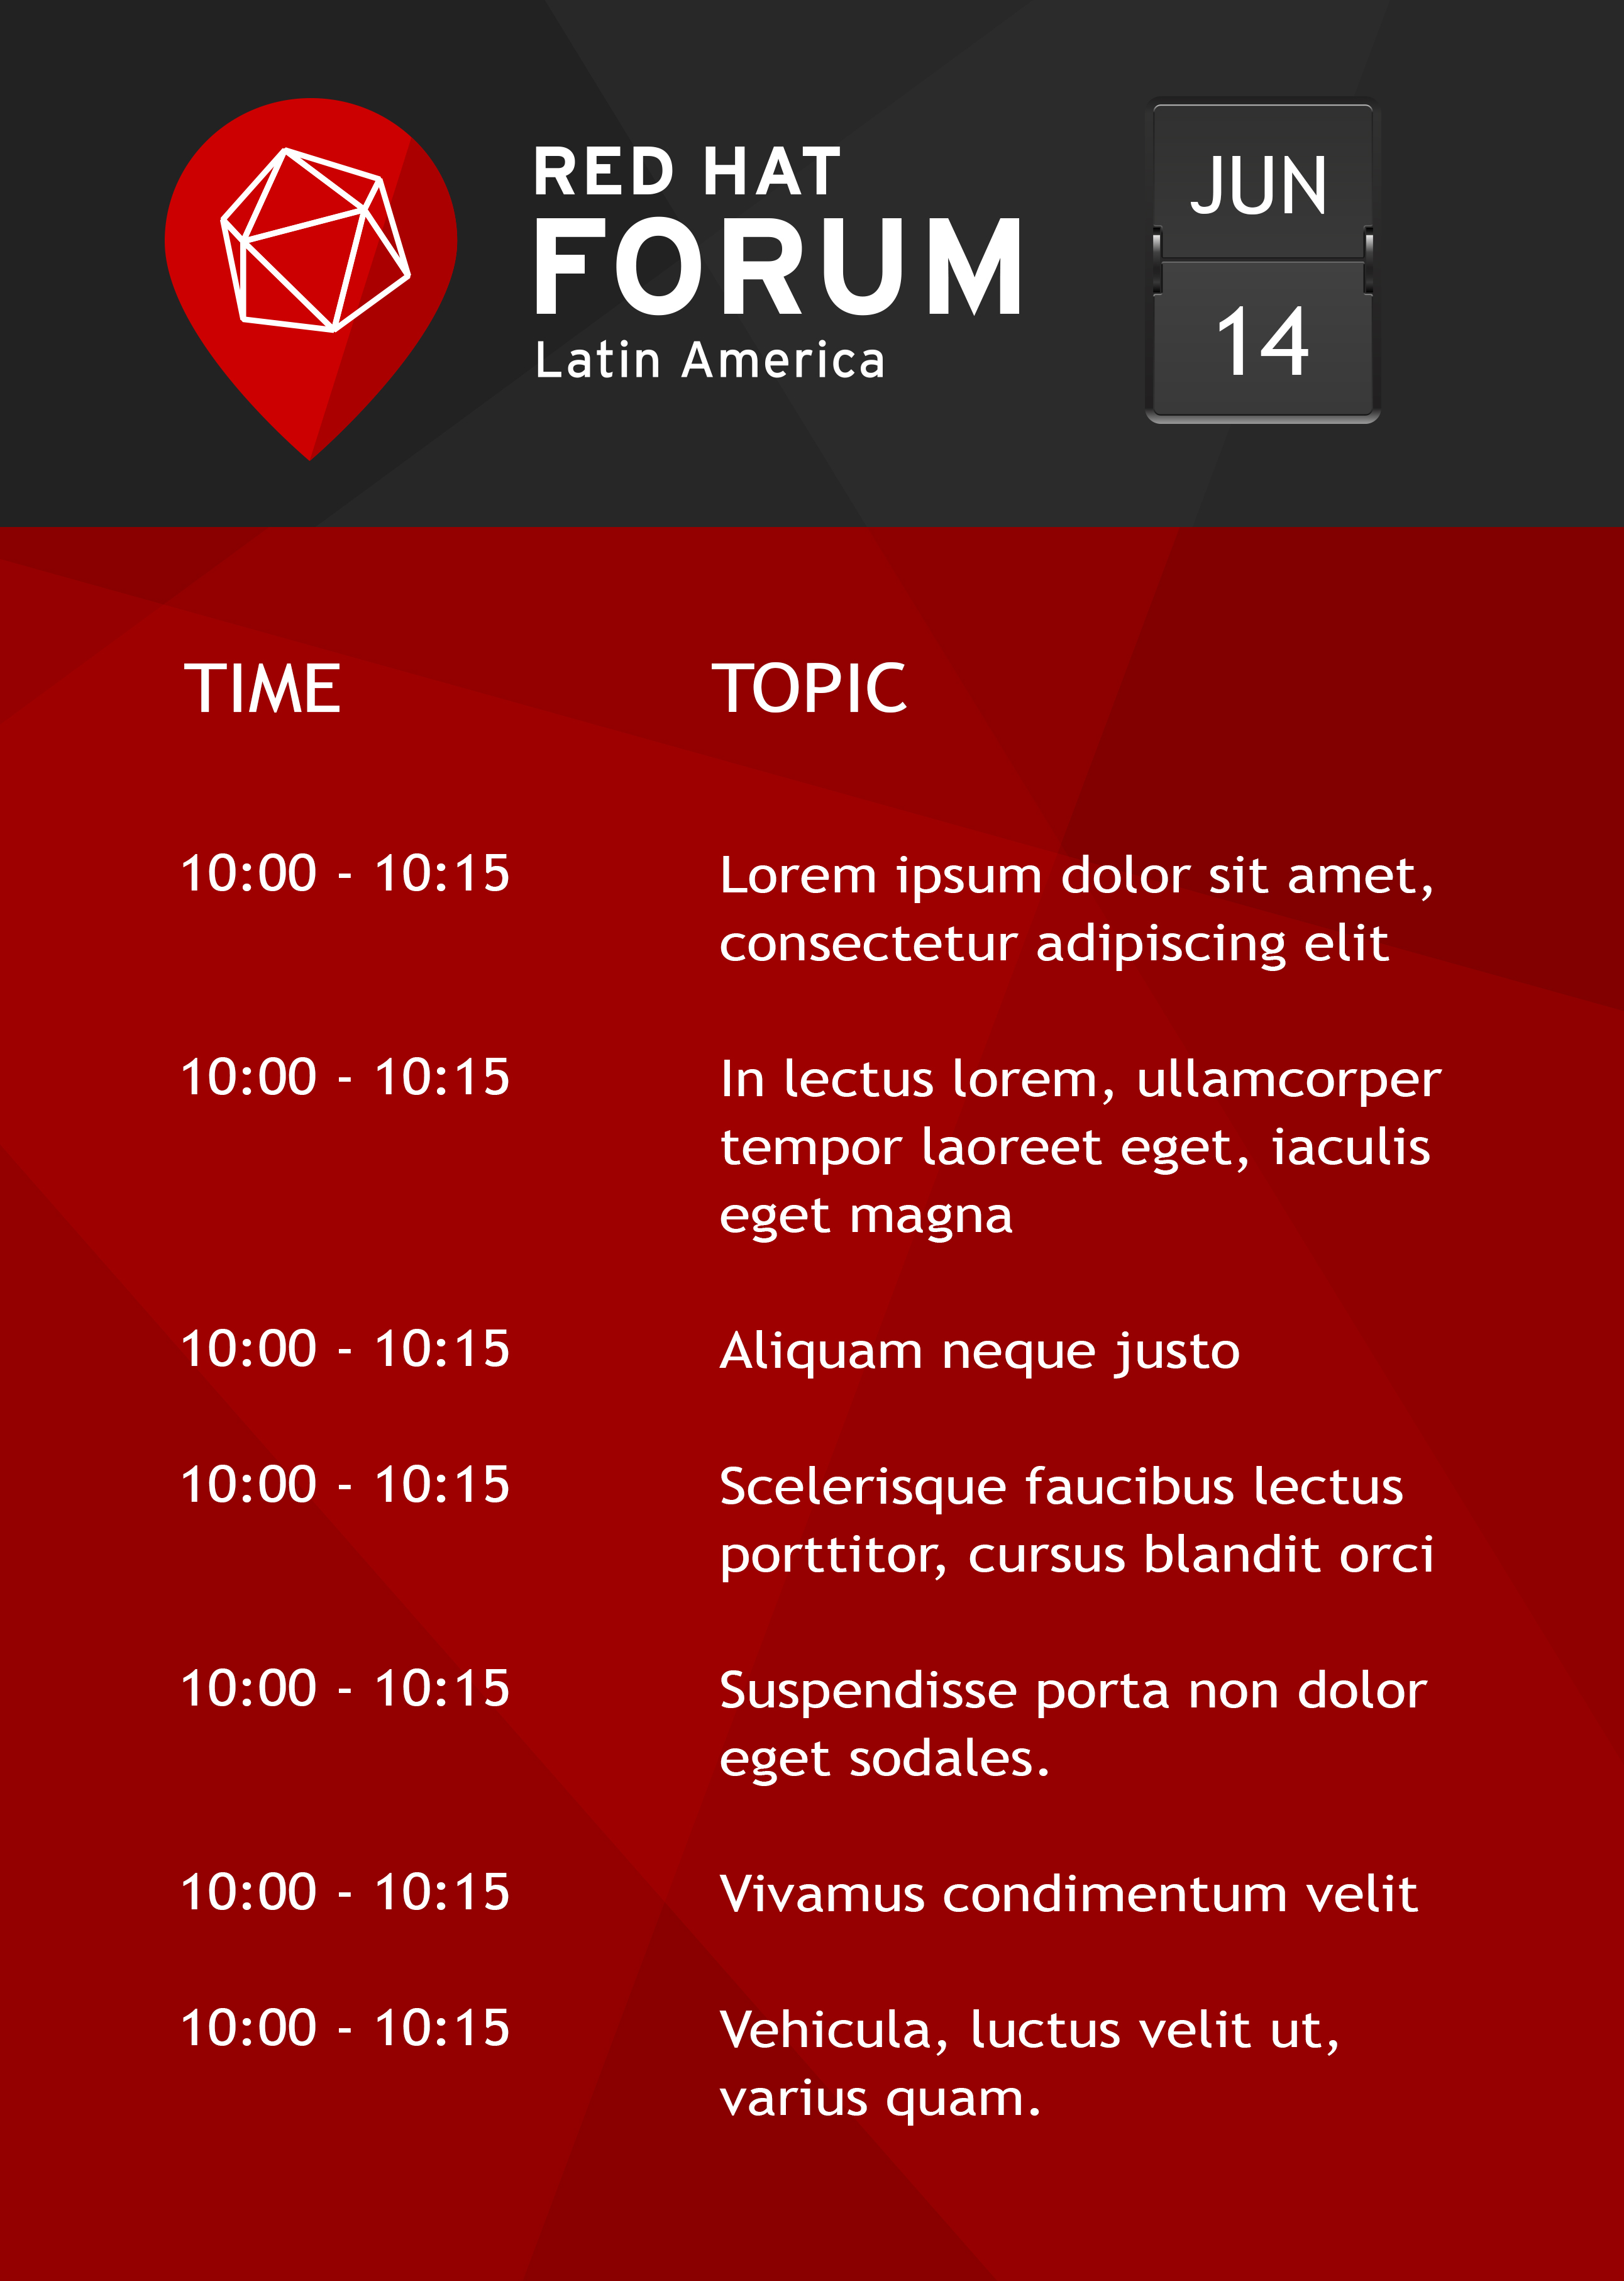 RED HAT
FORUM
Latin America
JUN
14
TIME TOPIC
10:00 - 10:15 Lorem ipsum dolor sit amet,
consectetur adipiscing elit
10:00 - 10:15 In lectus lorem, ullamcorper
tempor laoreet eget, iaculis
eget magna
10:00 - 10:15 Aliquam neque justo
10:00 - 10:15 Scelerisque faucibus lectus
porttitor, cursus blandit orci
10:00 - 10:15 Suspendisse porta non dolor
eget sodales.
10:00 - 10:15 Vivamus condimentum velit
10:00 - 10:15 Vehicula, luctus velit ut,
varius quam.